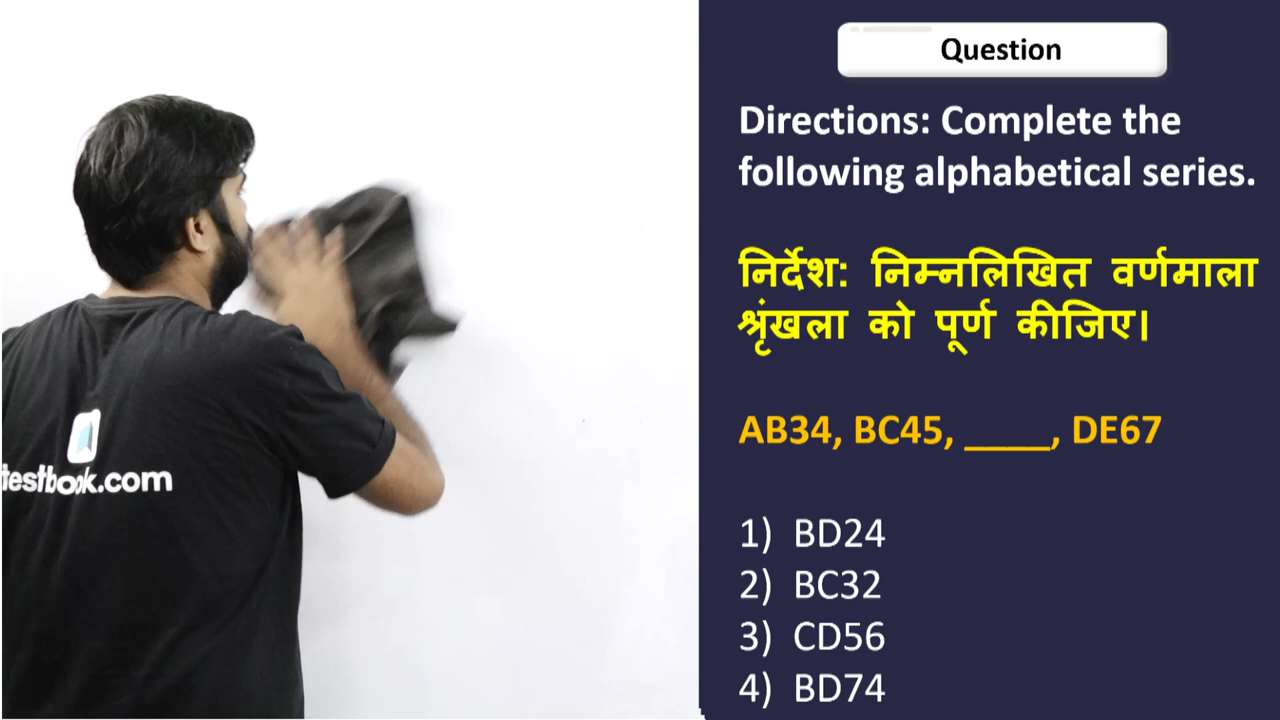 Question
Directions: Complete the
following alphabetical series.
निर्देश: निम्नलिखित वर्णमाला
श्रृंखला को पूर्ण कीजिए।
AB34, BC45, ____, DE67
1) BD24
2) BC32
3) CD56
4) BD74
testbook.com